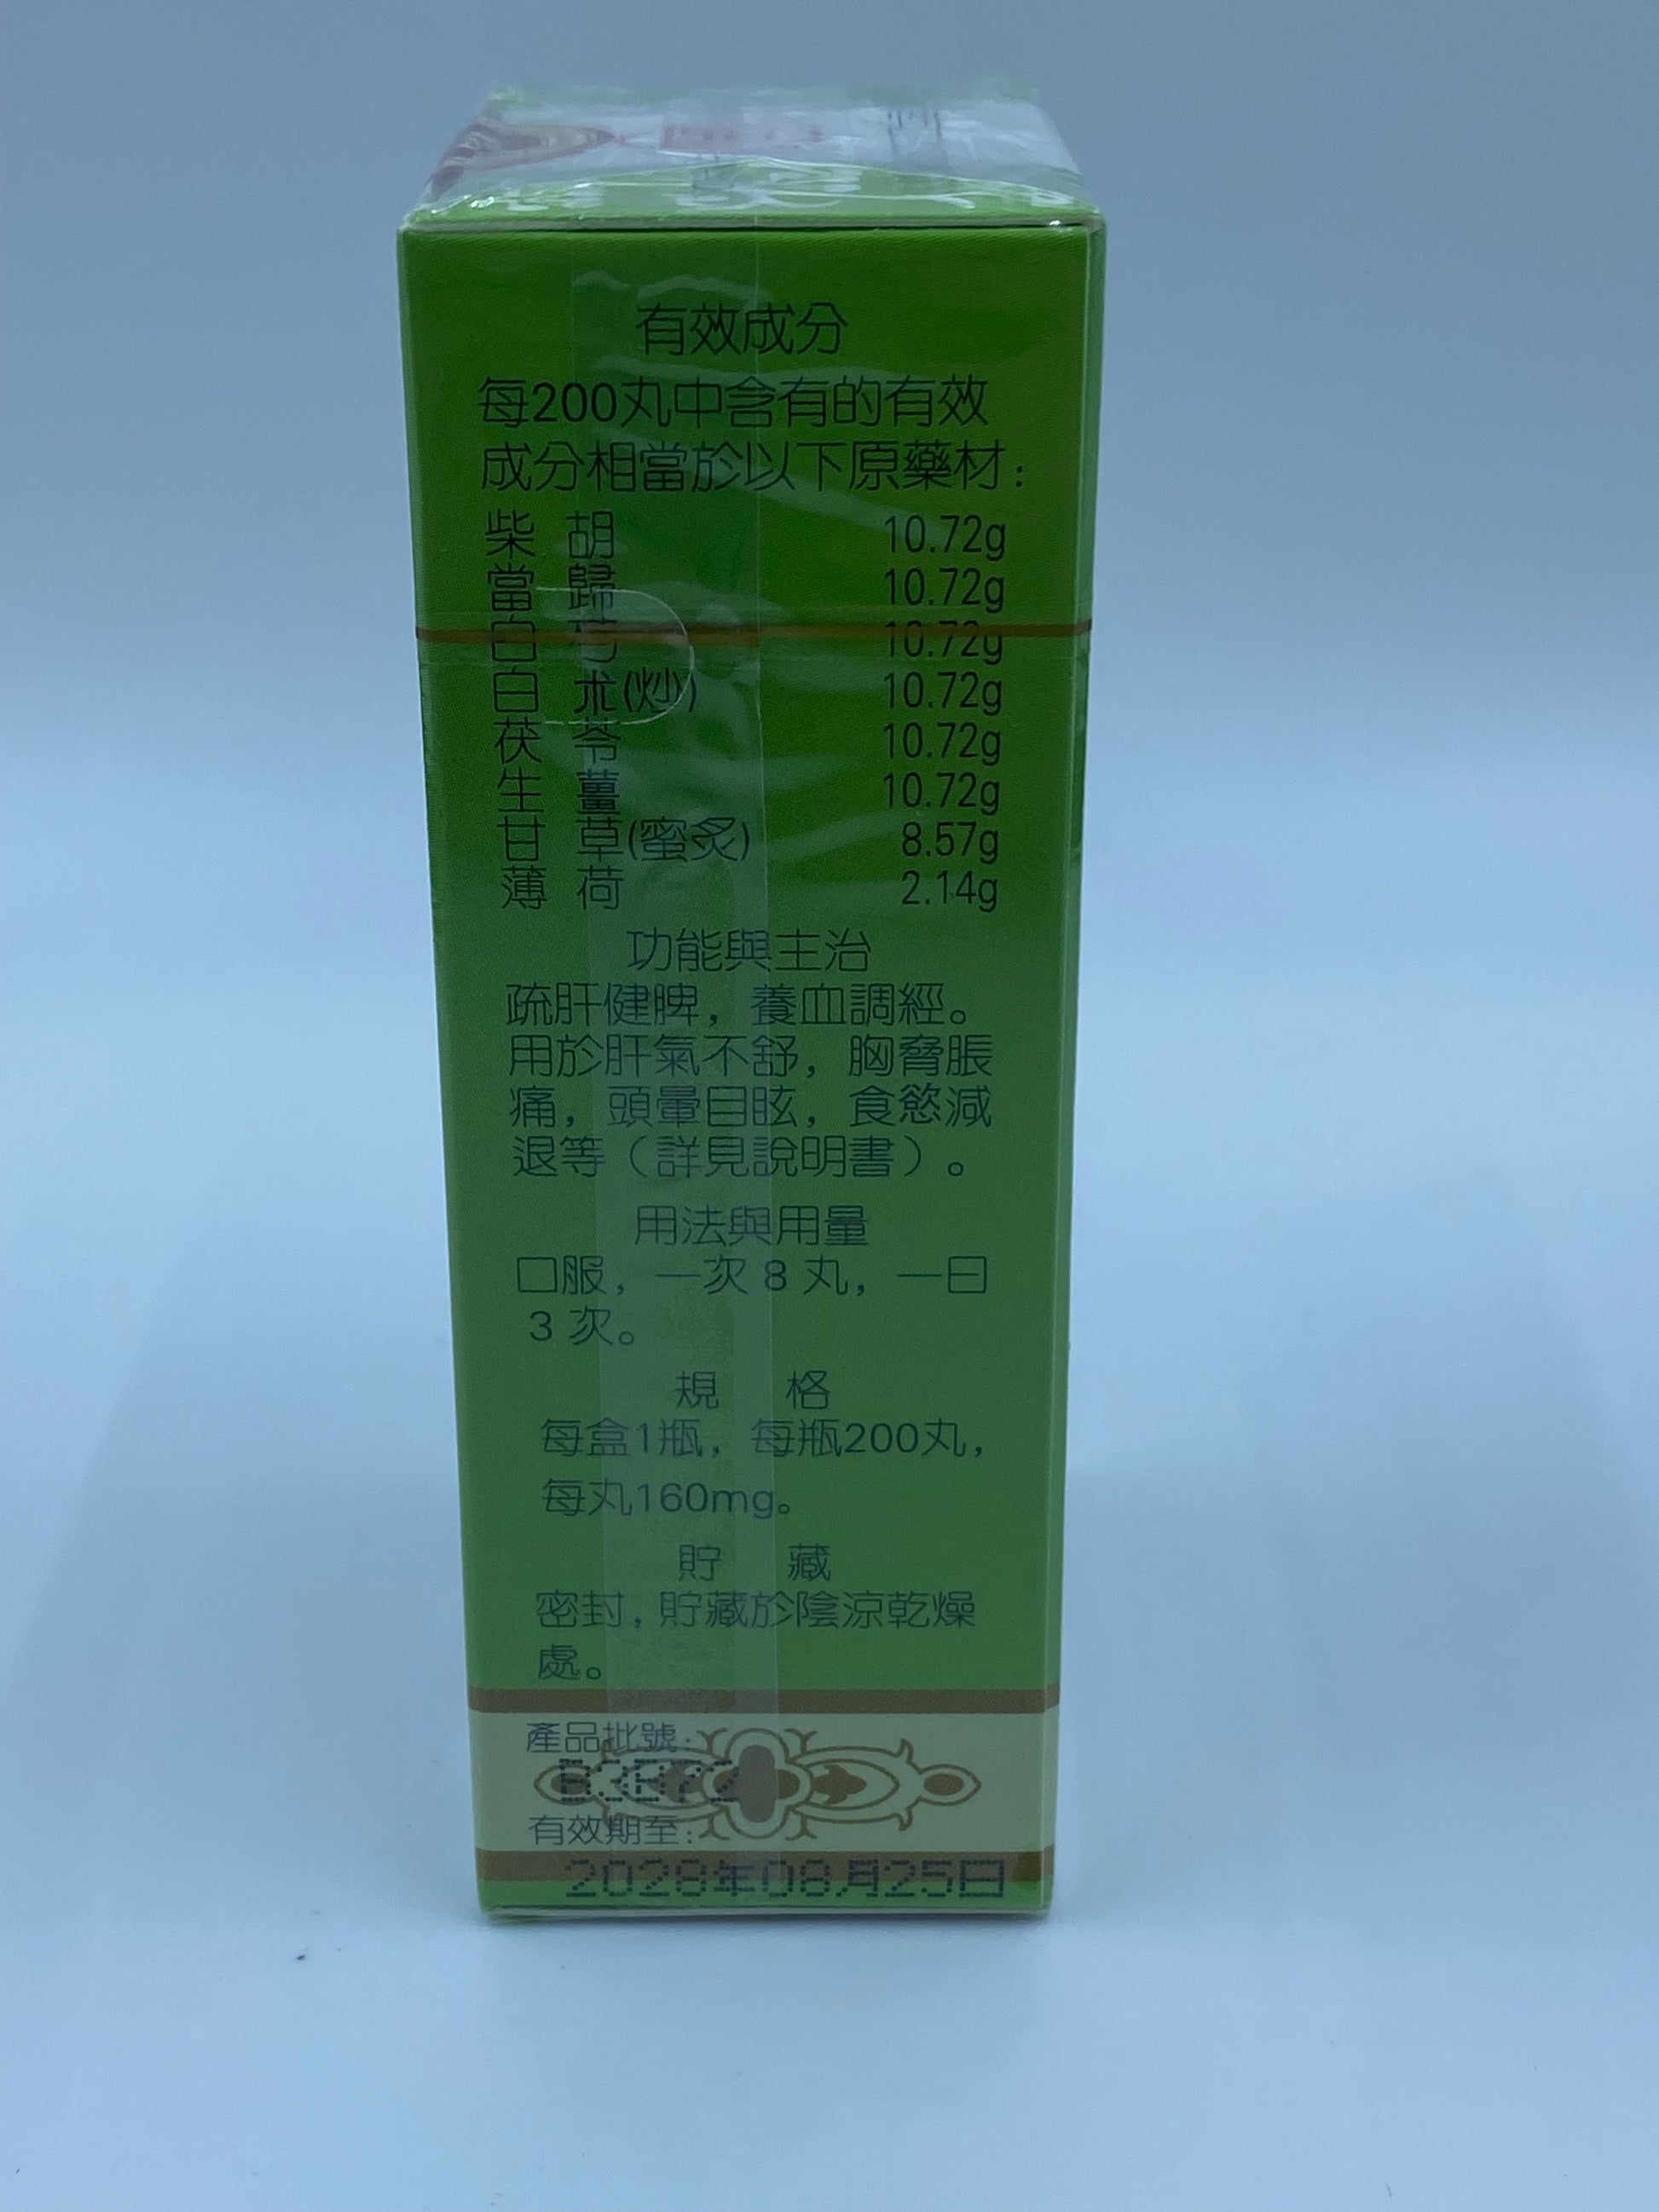 有效成分
每200丸中含有的有效
成分相當於以下原藥材:
柴 胡 10.72g
當 歸 10.72g
白 芍 10.72g
白 朮(炒) 10.72g
茯 苓 10.72g
生 薑 10.72g
甘 草(蜜炙) 8.57g
薄 荷 2.14g
功能與主治
疏肝健脾，養血調經。
用於肝氣不舒，胸脅脹
痛，頭暈目眩，食慾減
退等（詳見說明書）。
用法與用量
口服，一次 8 丸，一日
3 次。
規 格
每盒1瓶，每瓶200丸，
每丸160mg。
貯 藏
密封，貯藏於陰涼乾燥
處。
產品批號:
有效期至:
2028年08月25日